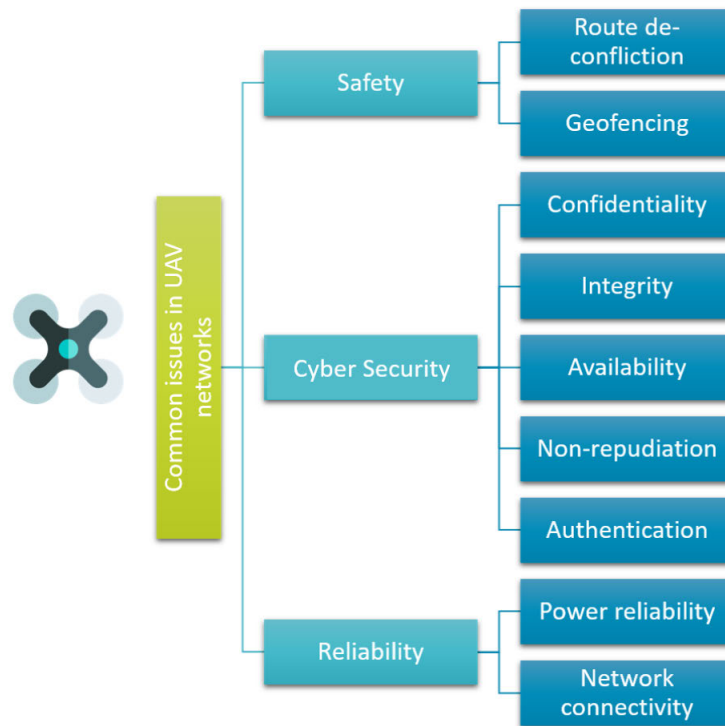 Common issues in UAV
networks
Safety
Route de-
confliction
Geofencing
Cyber Security
Confidentiality
Integrity
Availability
Non-repudiation
Authentication
Reliability
Power reliability
Network
connectivity